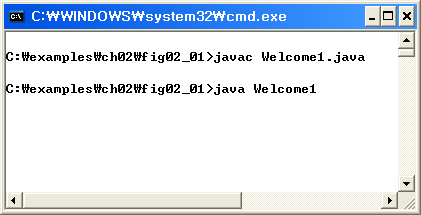 C:₩WINDOWS₩system32₩cmd.exe
C:₩examples₩ch02₩fig02_01>javac Welcome1.java
C:₩examples₩ch02₩fig02_01>java Welcome1